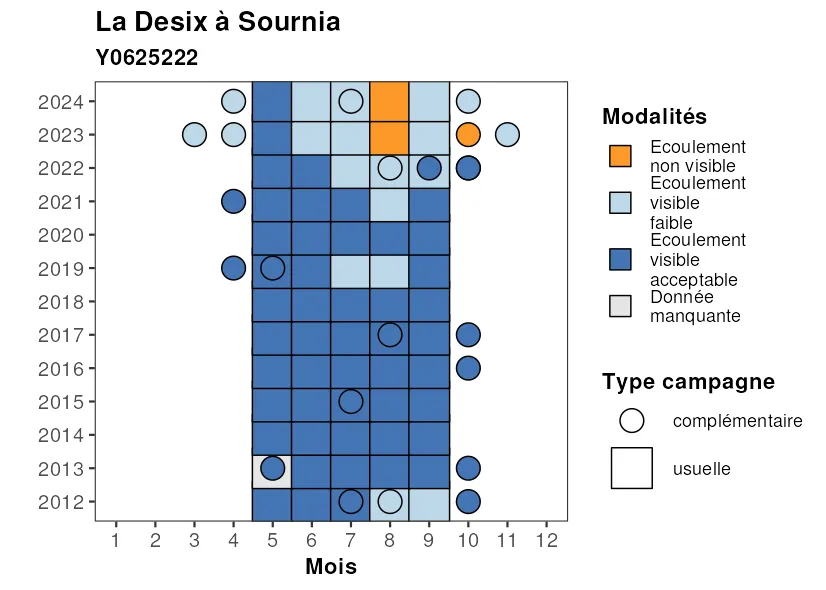 La Desix à Sournia
Y0625222
2024
2023
2022
2021
2020
2019
2018
2017
2016
2015
2014
2013
2012
1 2 3 4 5 6 7 8 9 10 11 12
Mois
Modalités
Ecoulement
non visible
Ecoulement
visible
faible
Ecoulement
visible
acceptable
Donnée
manquante
Type campagne
complémentaire
usuelle